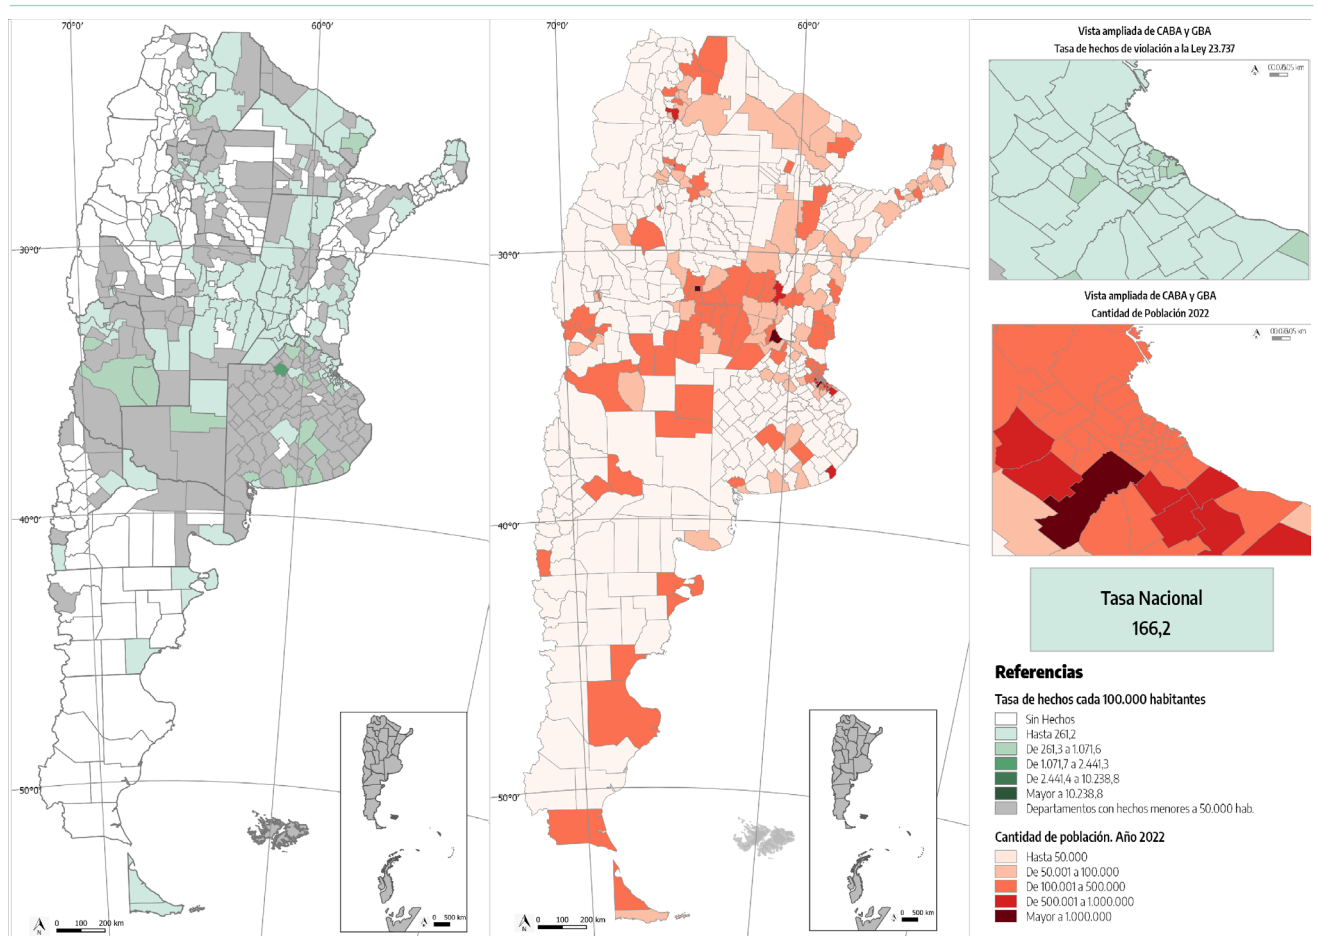 70°0'
60°0'
70°0'
60°0'
30°0'
30°0'
40°0'
40°0'
50°0'
50°0'
N
0 100 200 km
500 km
N
0 100 200 km
500 km
Vista ampliada de CABA y GBA
Tasa de hechos de violación a la Ley 23.737
Vista ampliada de CABA y GBA
Cantidad de Población 2022
Tasa Nacional
166,2
Referencias
Tasa de hechos cada 100.000 habitantes
Sin Hechos
Hasta 261,2
De 261,3 a 1.071,6
De 1.071,7 a 2.441,3
De 2.441,4 a 10.238,8
Mayor a 10.238,8
Departamentos con hechos menores a 50.000 hab.
Cantidad de población. Año 2022
Hasta 50.000
De 50.001 a 100.000
De 100.001 a 500.000
De 500.001 a 1.000.000
Mayor a 1.000.000